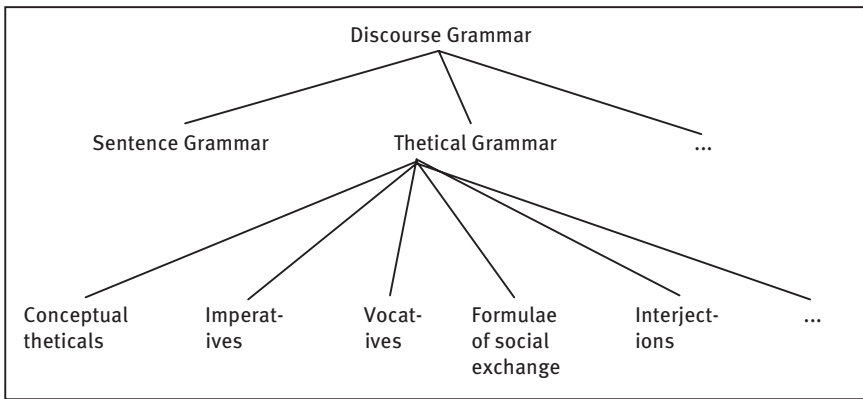 Discourse Grammar
Sentence Grammar Thetical Grammar ...
Conceptual Imperat- Vocat- Formulae Interject- ...
theticals ives ives of social ions
exchange